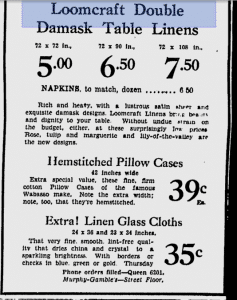 Loomcraft Double
Damask Table Linens
72 x 72 in., 72 x 90 in., 72 x 108 in.
5.00 6.50 7.50
NAPKINS, to match, dozen ........ 6 50
Rich and heavy, with a lustrous satin sheer and
exquisite damask designs. Loomcraft Linens bring beauty
and dignity to your table. Without undue strain on
the budget, either, at these surprisingly low prices
Rose, tulip and marguerite and lily-of-the-valley are
the new designs.
Hemstitched Pillow Cases
42 inches wide
Extra special value, these fine, firm
cotton Pillow Cases of the famous
Wabasso make. Note the extra width;
note, too, that they're hemstitched.
39c
Ea.
Extra! Linen Glass Cloths
24 x 36 and 22 x 34 inches.
That very fine, smooth, lint-free qual-
ity that dries china and crystal to a
sparkling brightness. With borders or
checks in blue, green or gold. Thursday
35c
Phone orders filled—Queen 6201.
Murphy-Gamble's—Street Floor.